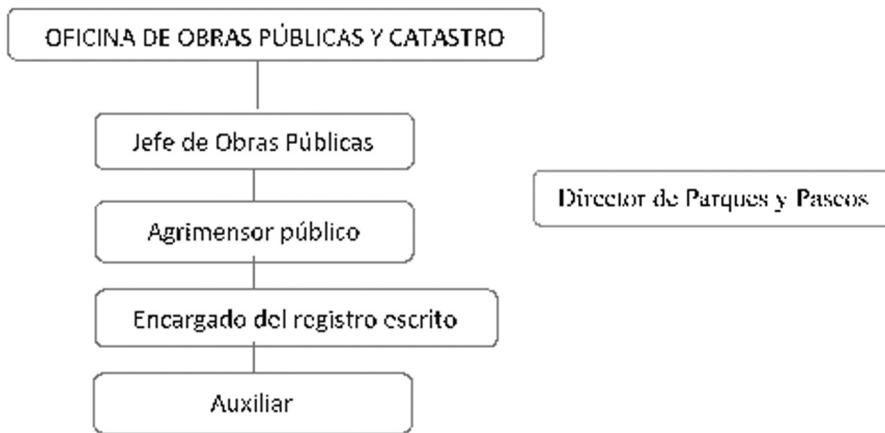 OFICINA DE OBRAS PÚBLICAS Y CATASTRO
Jefe de Obras Públicas
Director de Parques y Paseos
Agrimensor público
Encargado del registro escrito
Auxiliar